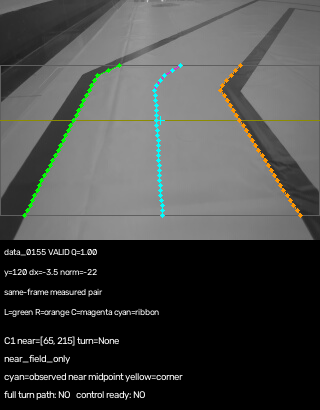 data_0155 VALID Q=1.00
y=120 dx=-3.5 norm=-22
same-frame measured pair
L=green R=orange C=magenta cyan=ribbon
C1 near=[65, 215] turn=None
near_field_only
cyan=observed near midpoint yellow=corner
full turn path: NO control ready: NO